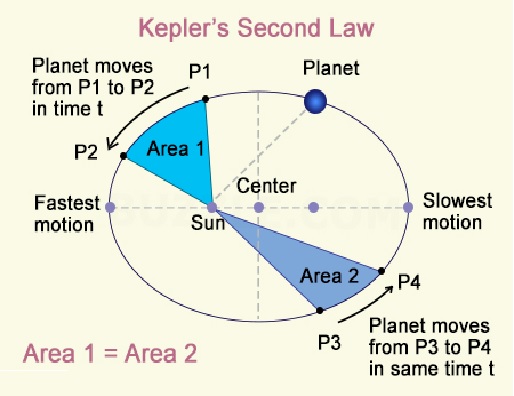 Kepler's Second Law
Planet moves
from P1 to P2
in time t
P1
Planet
P2
Area 1
Center
Fastest
motion
Sun
Slowest
motion
Area 2
P4
P3
Planet moves
from P3 to P4
in same time t
Area 1 = Area 2